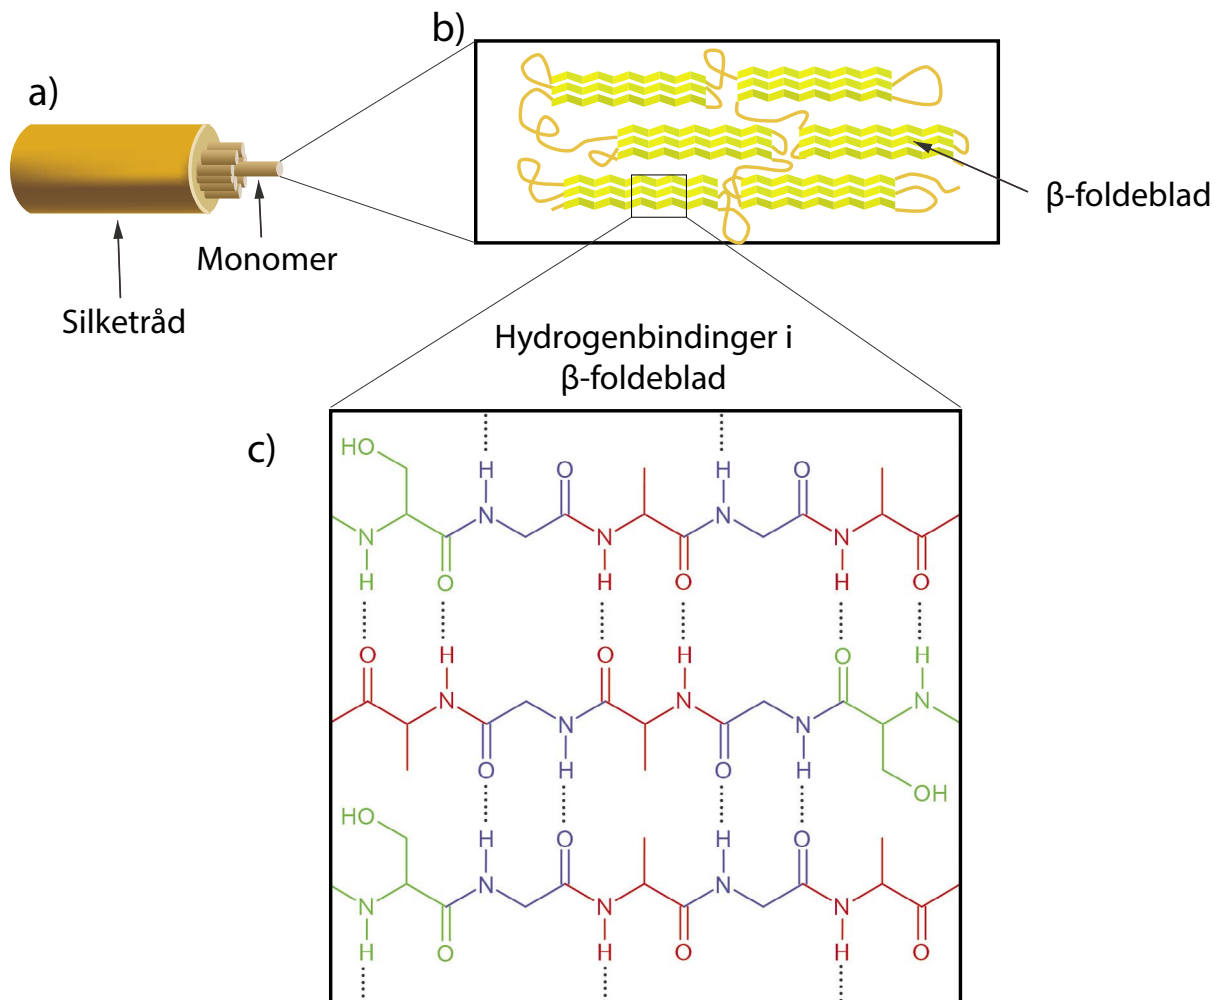 b)
a)
β-foldeblad
Monomer
Silketråd
Hydrogenbindinger i
β-foldeblad
c)
HO
H O H O
N N N N
H O H O H O
O H O H O H
N N N
N N N
O H O H OH
HO
H O H O
N N N N
H O H O H O